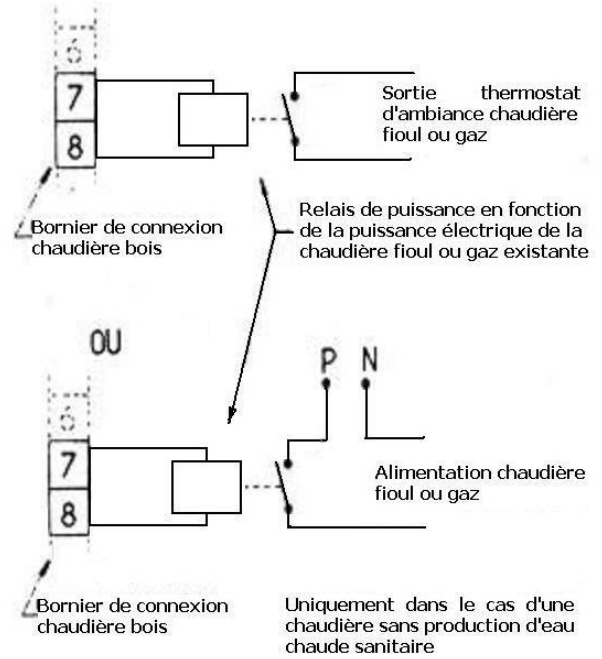 6
7
8
Sortie thermostat
d'ambiance chaudière
fioul ou gaz
Bornier de connexion
chaudière bois
Relais de puissance en fonction
de la puissance électrique de la
chaudière fioul ou gaz existante
OU
P N
6
7
8
Alimentation chaudière
fioul ou gaz
Bornier de connexion
chaudière bois
Uniquement dans le cas d'une
chaudière sans production d'eau
chaude sanitaire